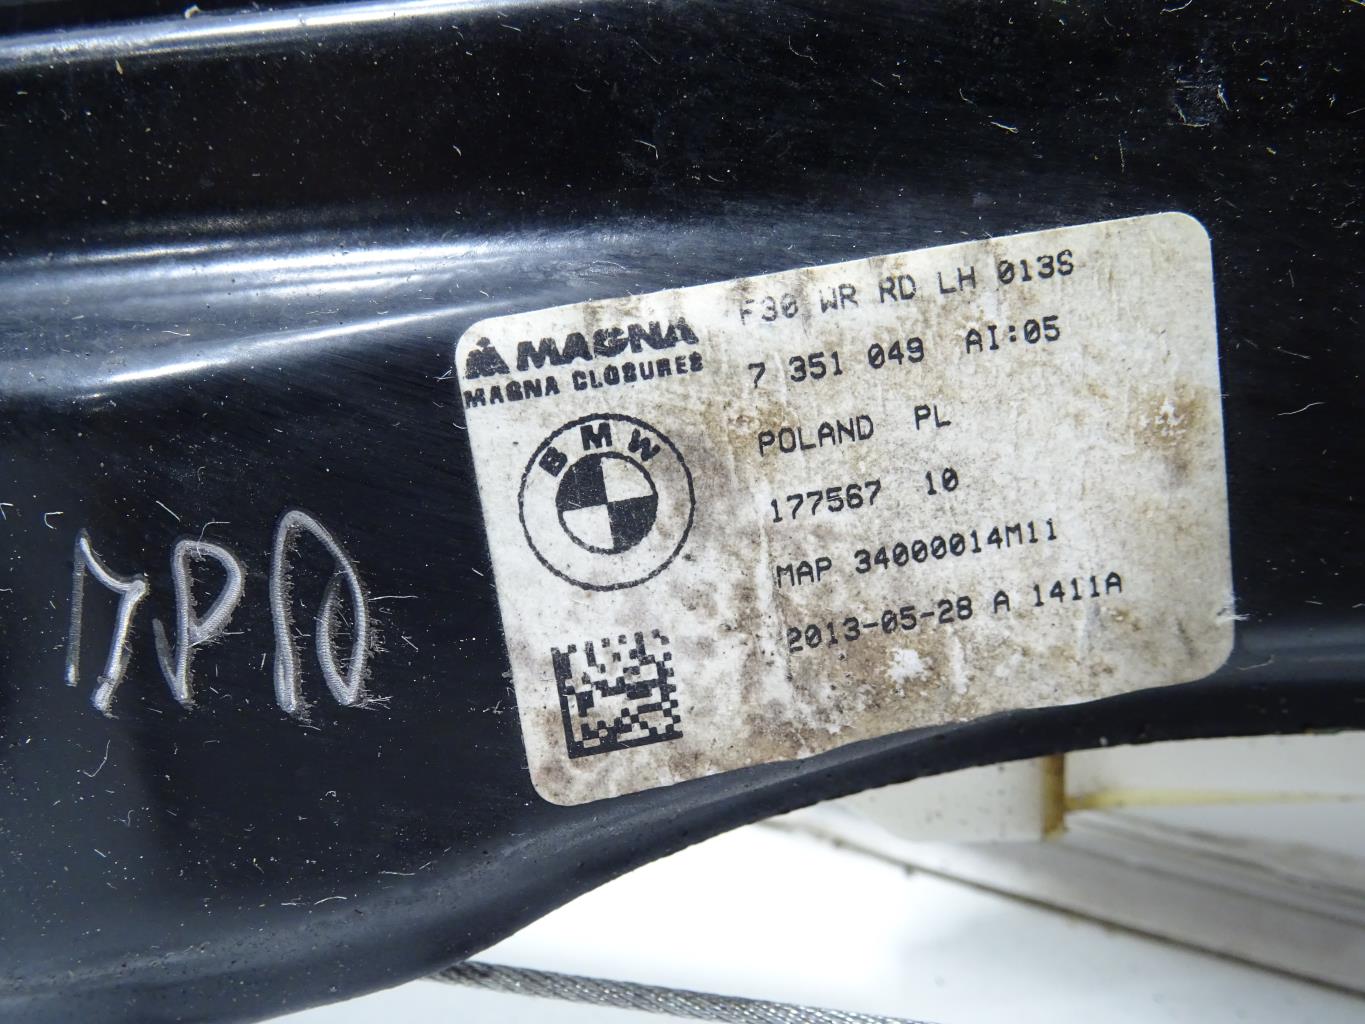 MAGNA
MAGNA CLOSURES
BMW
F30 WR RD LH 013S
7 351 049 AI:05
POLAND PL
177567 10
MAP 34000014M11
2013-05-28 A 1411A